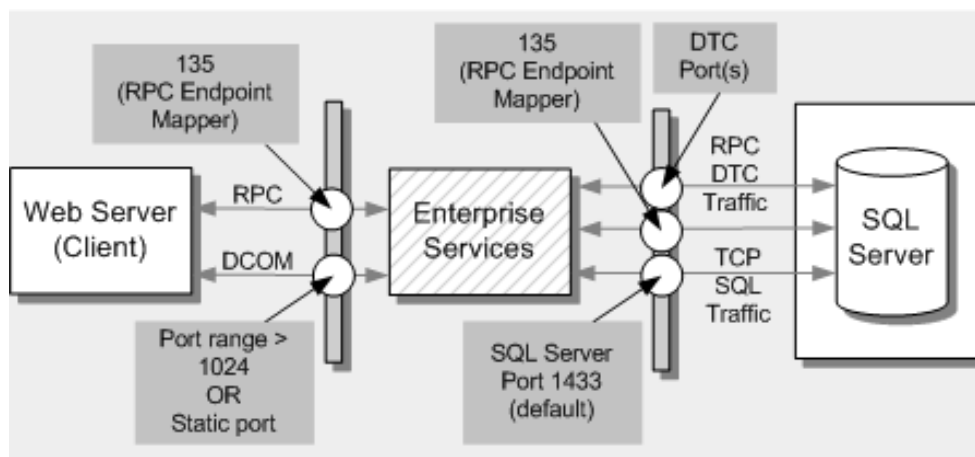 135
(RPC Endpoint
Mapper)
135
(RPC Endpoint
Mapper)
DTC
Port(s)
Web Server
(Client)
RPC
DCOM
Enterprise
Services
RPC
DTC
Traffic
TCP
SQL
Traffic
SQL
Server
Port range >
1024
OR
Static port
SQL Server
Port 1433
(default)